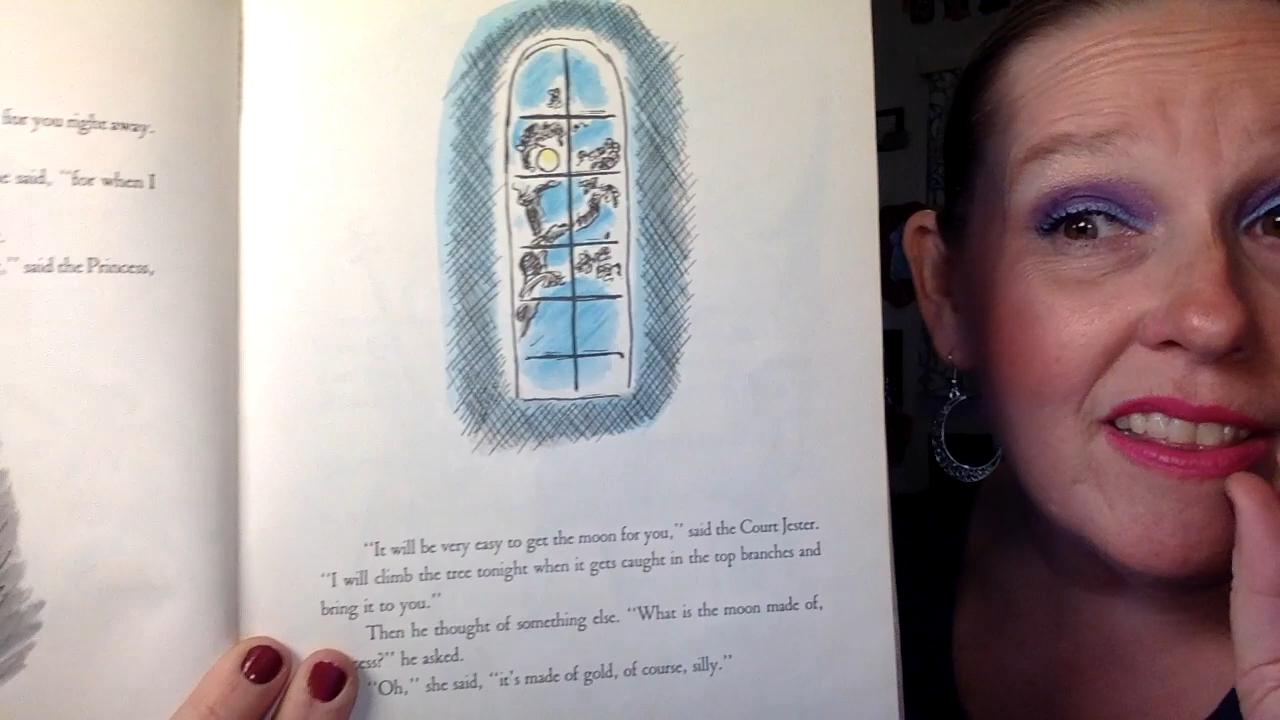 for you right away.
said, "for when I
said the Princess,
"It will be very easy to get the moon for you," said the Court Jester.
"I will climb the tree tonight when it gets caught in the top branches and
bring it to you."
Then he thought of something else. "What is the moon made of,
he asked.
"Oh," she said, "it's made of gold, of course, silly."